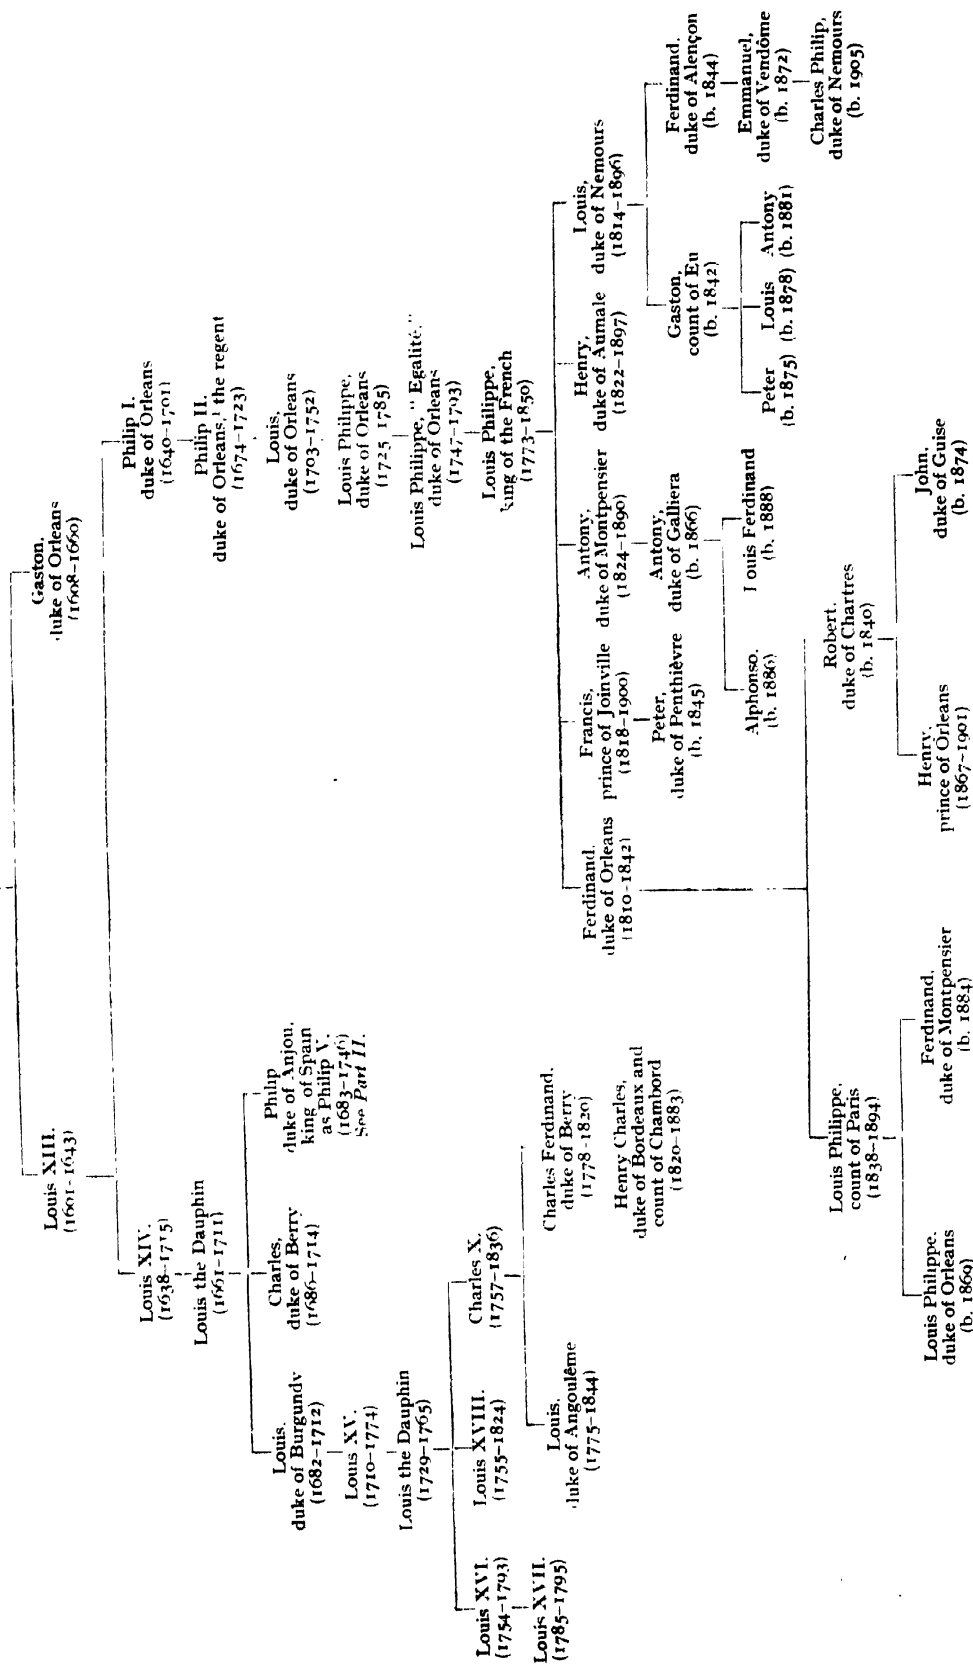 Louis XIII.
(1601-1643)
Gaston.
duke of Orleans
(1608-1660)
Louis XIV.
(1638-1715)
Philip I.
duke of Orleans
(1640-1701)
Louis the Dauphin
(1661-1711)
Philip II.
duke of Orleans,¹ the regent
(1674-1723)
Louis.
duke of Burgundy
(1682-1712)
Charles,
duke of Berry
(1686-1714)
Philip
duke of Anjou.
king of Spain
as Philip V.
(1683-1746)
See Part II.
Louis,
duke of Orleans
(1703-1752)
Louis XV.
(1710-1774)
Louis Philippe,
duke of Orleans
(1725 1785)
Louis the Dauphin
(1729-1765)
Louis Philippe, "Egalité,"
duke of Orleans
(1747-1793)
Louis XVI.
(1754-1793)
Louis XVIII.
(1755-1824)
Charles X.
(1757-1836)
Louis Philippe,
king of the French
(1773-1850)
Louis XVII.
(1785-1795)
Louis.
duke of Angoulême
(1775-1844)
Charles Ferdinand.
duke of Berry
(1778-1820)
Henry Charles,
duke of Bordeaux and
count of Chambord
(1820-1883)
Ferdinand.
duke of Orleans
(1810-1842)
Francis,
prince of Joinville
(1818-1900)
Antony,
duke of Montpensier
(1824-1890)
Henry,
duke of Aumale
(1822-1897)
Louis,
duke of Nemours
(1814-1896)
Peter,
duke of Penthièvre
(b. 1845)
Antony,
duke of Galliera
(b. 1866)
Gaston,
count of Eu
(b. 1842)
Ferdinand.
duke of Alençon
(b. 1844)
Alphonso.
(b. 1886)
Louis Ferdinand
(b. 1888)
Peter
(b. 1875)
Louis
(b. 1878)
Antony
(b. 1881)
Emmanuel,
duke of Vendôme
(b. 1872)
Charles Philip,
duke of Nemours
(b. 1905)
Louis Philippe,
count of Paris
(1838-1894)
Robert.
duke of Chartres
(b. 1840)
Louis Philippe.
duke of Orleans
(b. 1869)
Ferdinand.
duke of Montpensier
(b. 1884)
Henry.
prince of Orleans
(1867-1901)
John,
duke of Guise
(b. 1874)